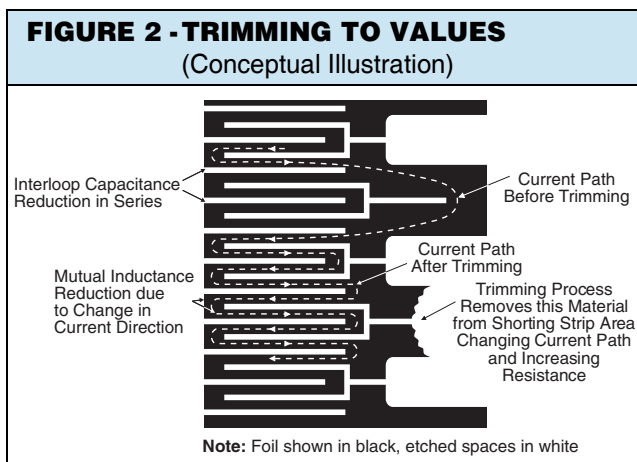 FIGURE 2 - TRIMMING TO VALUES
(Conceptual Illustration)
Interloop Capacitance
Reduction in Series
Current Path
Before Trimming
Current Path
After Trimming
Mutual Inductance
Reduction due
to Change in
Current Direction
Trimming Process
Removes this Material
from Shorting Strip Area
Changing Current Path
and Increasing
Resistance
Note: Foil shown in black, etched spaces in white